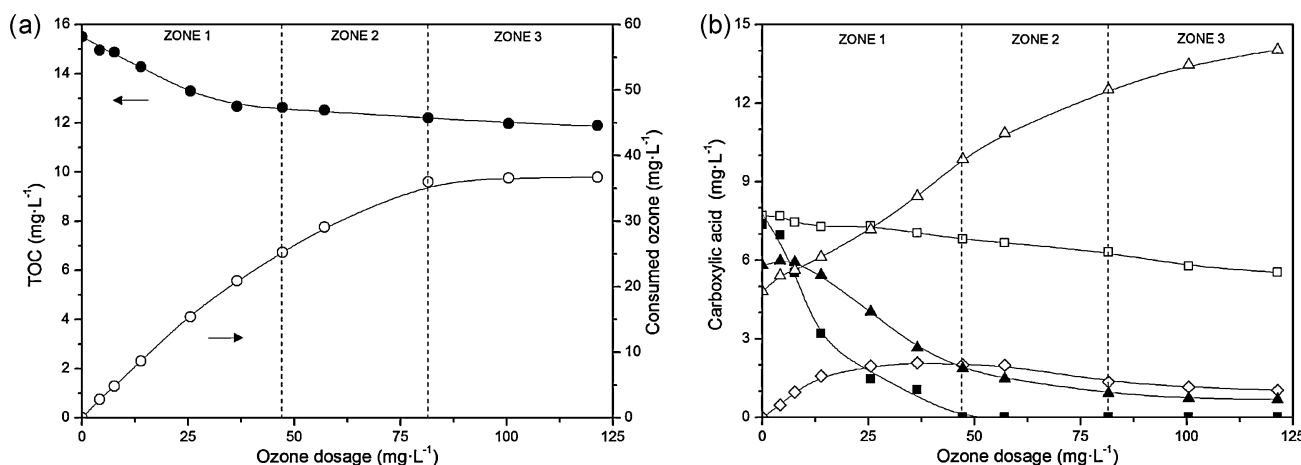 (a)
ZONE 1 ZONE 2 ZONE 3
TOC (mg·L⁻¹)
16
14
12
10
8
6
4
2
0
60
50
40
30
20
10
0
Consumed ozone (mg·L⁻¹)
0 25 50 75 100 125
Ozone dosage (mg·L⁻¹)
(b)
ZONE 1 ZONE 2 ZONE 3
Carboxylic acid (mg·L⁻¹)
15
12
9
6
3
0
0 25 50 75 100 125
Ozone dosage (mg·L⁻¹)